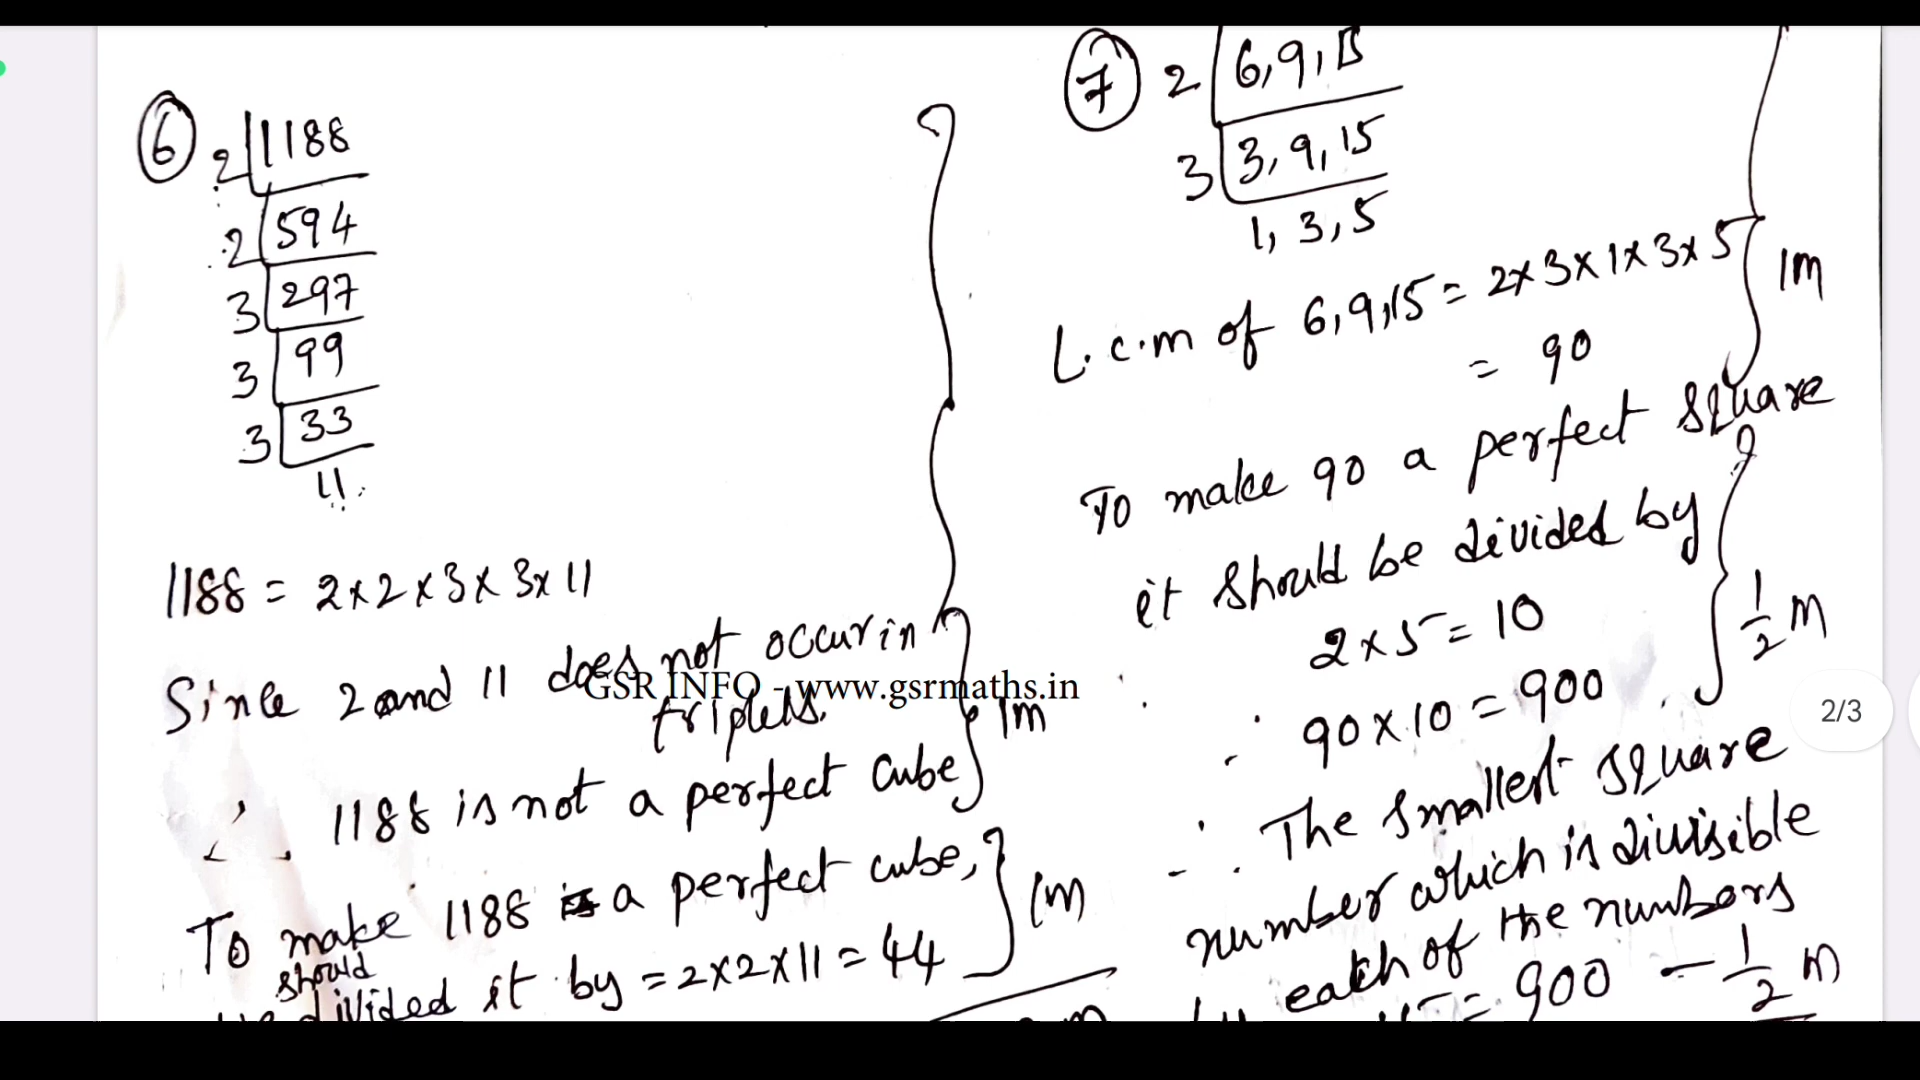 6
2 1188
2 594
3 297
3 99
3 33
11
1188 = 2×2×3×3×11
Since 2 and 11 does not occur in
triplets.
∴ 1188 is not a perfect cube
1m
To make 1188 a perfect cube,
should
divided it by = 2×2×11 = 44
1m
7
2 6, 9, 15
3 3, 9, 15
1, 3, 5
L.c.m of 6,9,15 = 2×3×1×3×5
= 90
1m
To make 90 a perfect square
it should be divided by
2×5 = 10
∴ 90×10 = 900
1/2 m
∴ The smallest square
number which is divisible
by each of the numbers
= 900 – 1/2 m
GSR INFO - www.gsrmaths.in
2/3